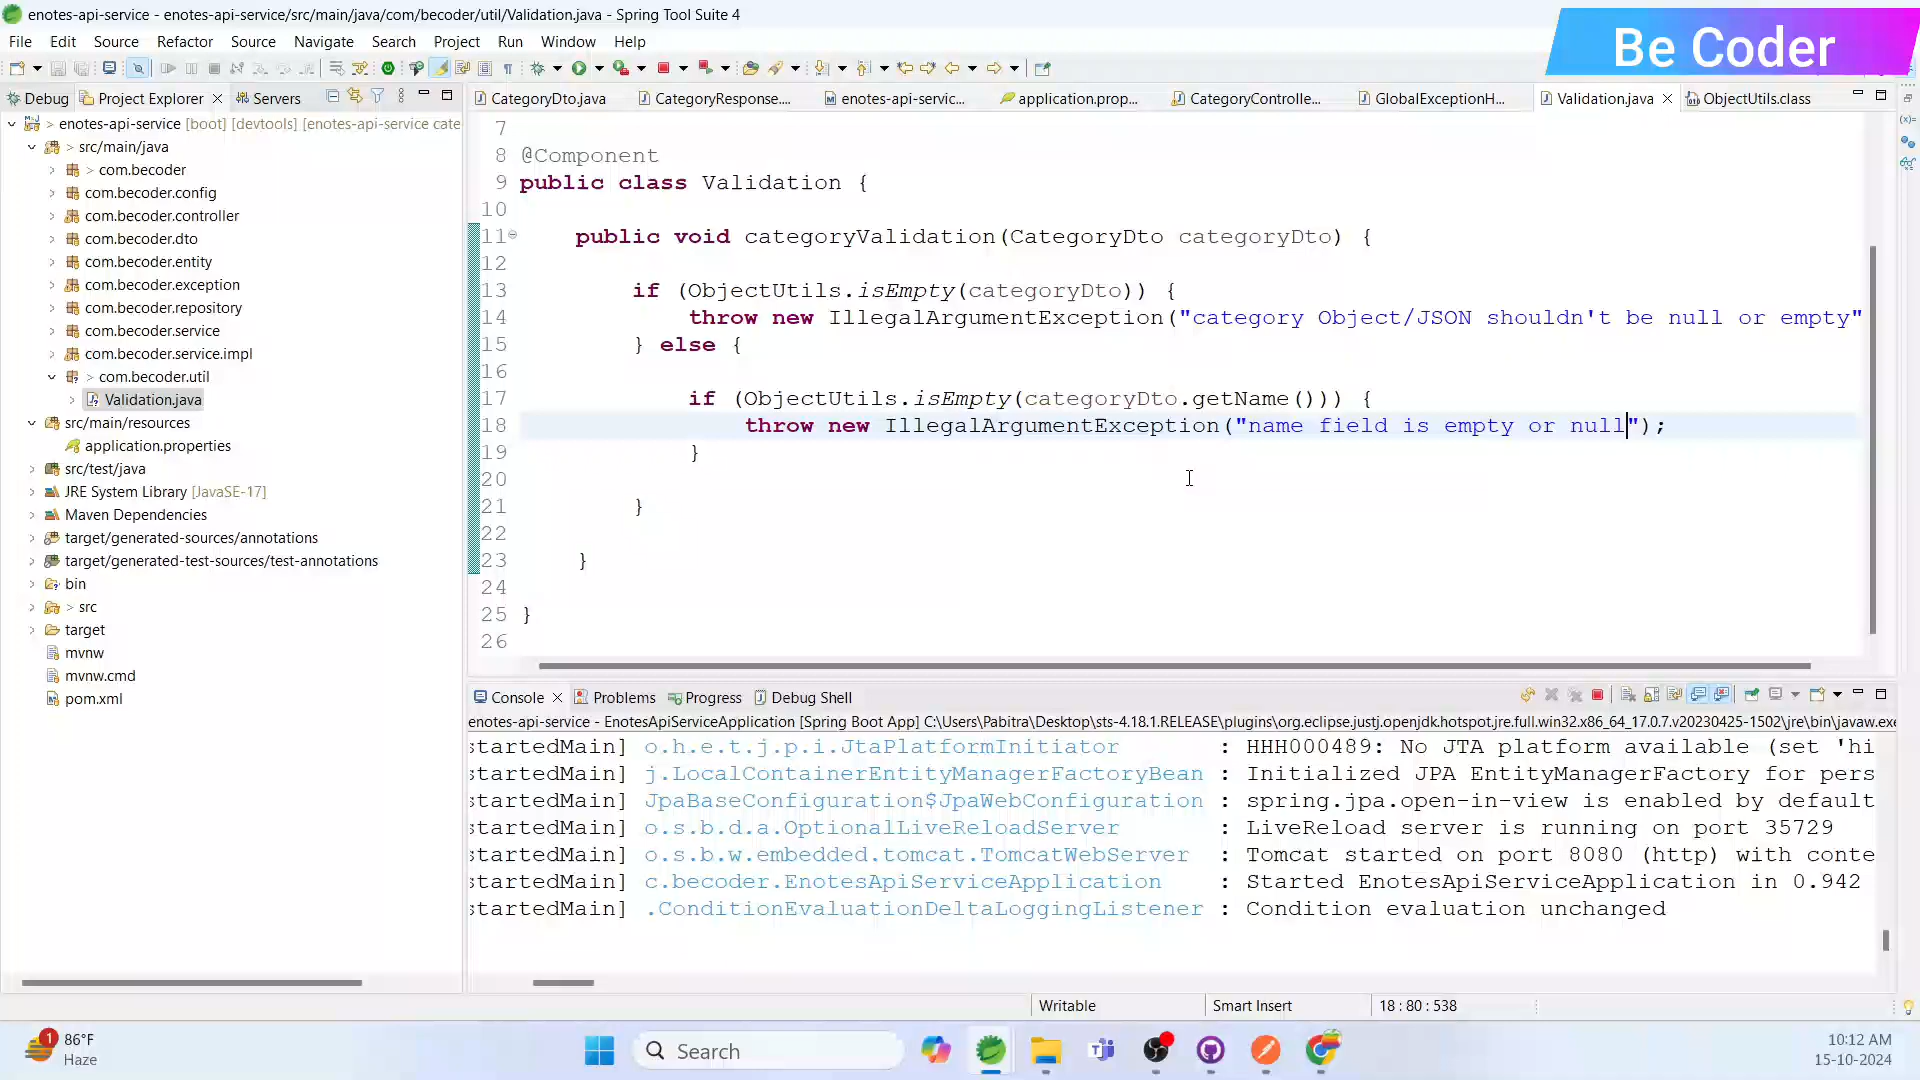 enotes-api-service - enotes-api-service/src/main/java/com/becoder/util/Validation.java - Spring Tool Suite 4
Be Coder
File Edit Source Refactor Source Navigate Search Project Run Window Help
Debug Project Explorer Servers
CategoryDto.java CategoryResponse.... enotes-api-servic... application.prop... CategoryControlle... GlobalExceptionH... Validation.java ObjectUtils.class
> enotes-api-service [boot] [devtools] [enotes-api-service cate
> src/main/java
> com.becoder
com.becoder.config
com.becoder.controller
com.becoder.dto
com.becoder.entity
com.becoder.exception
com.becoder.repository
com.becoder.service
com.becoder.service.impl
> com.becoder.util
Validation.java
src/main/resources
application.properties
src/test/java
JRE System Library [JavaSE-17]
Maven Dependencies
target/generated-sources/annotations
target/generated-test-sources/test-annotations
bin
> src
target
mvnw
mvnw.cmd
pom.xml
7
8 @Component
9 public class Validation {
10
11 public void categoryValidation(CategoryDto categoryDto) {
12
13 if (ObjectUtils.isEmpty(categoryDto)) {
14 throw new IllegalArgumentException("category Object/JSON shouldn't be null or empty"
15 } else {
16
17 if (ObjectUtils.isEmpty(categoryDto.getName())) {
18 throw new IllegalArgumentException("name field is empty or null");
19 }
20
21 }
22
23 }
24
25 }
26
Console Problems Progress Debug Shell
enotes-api-service - EnotesApiServiceApplication [Spring Boot App] C:\Users\Pabitra\Desktop\sts-4.18.1.RELEASE\plugins\org.eclipse.justj.openjdk.hotspot.jre.full.win32.x86_64_17.0.7.v20230425-1502\jre\bin\javaw.exe
startedMain] o.h.e.t.j.p.i.JtaPlatformInitiator : HHH000489: No JTA platform available (set 'hi
startedMain] j.LocalContainerEntityManagerFactoryBean : Initialized JPA EntityManagerFactory for pers
startedMain] JpaBaseConfiguration$JpaWebConfiguration : spring.jpa.open-in-view is enabled by default
startedMain] o.s.b.d.a.OptionalLiveReloadServer : LiveReload server is running on port 35729
startedMain] o.s.b.w.embedded.tomcat.TomcatWebServer : Tomcat started on port 8080 (http) with conte
startedMain] c.becoder.EnotesApiServiceApplication : Started EnotesApiServiceApplication in 0.942
startedMain] .ConditionEvaluationDeltaLoggingListener : Condition evaluation unchanged
Writable Smart Insert 18 : 80 : 538
1
86°F
Haze
Search
10:12 AM
15-10-2024